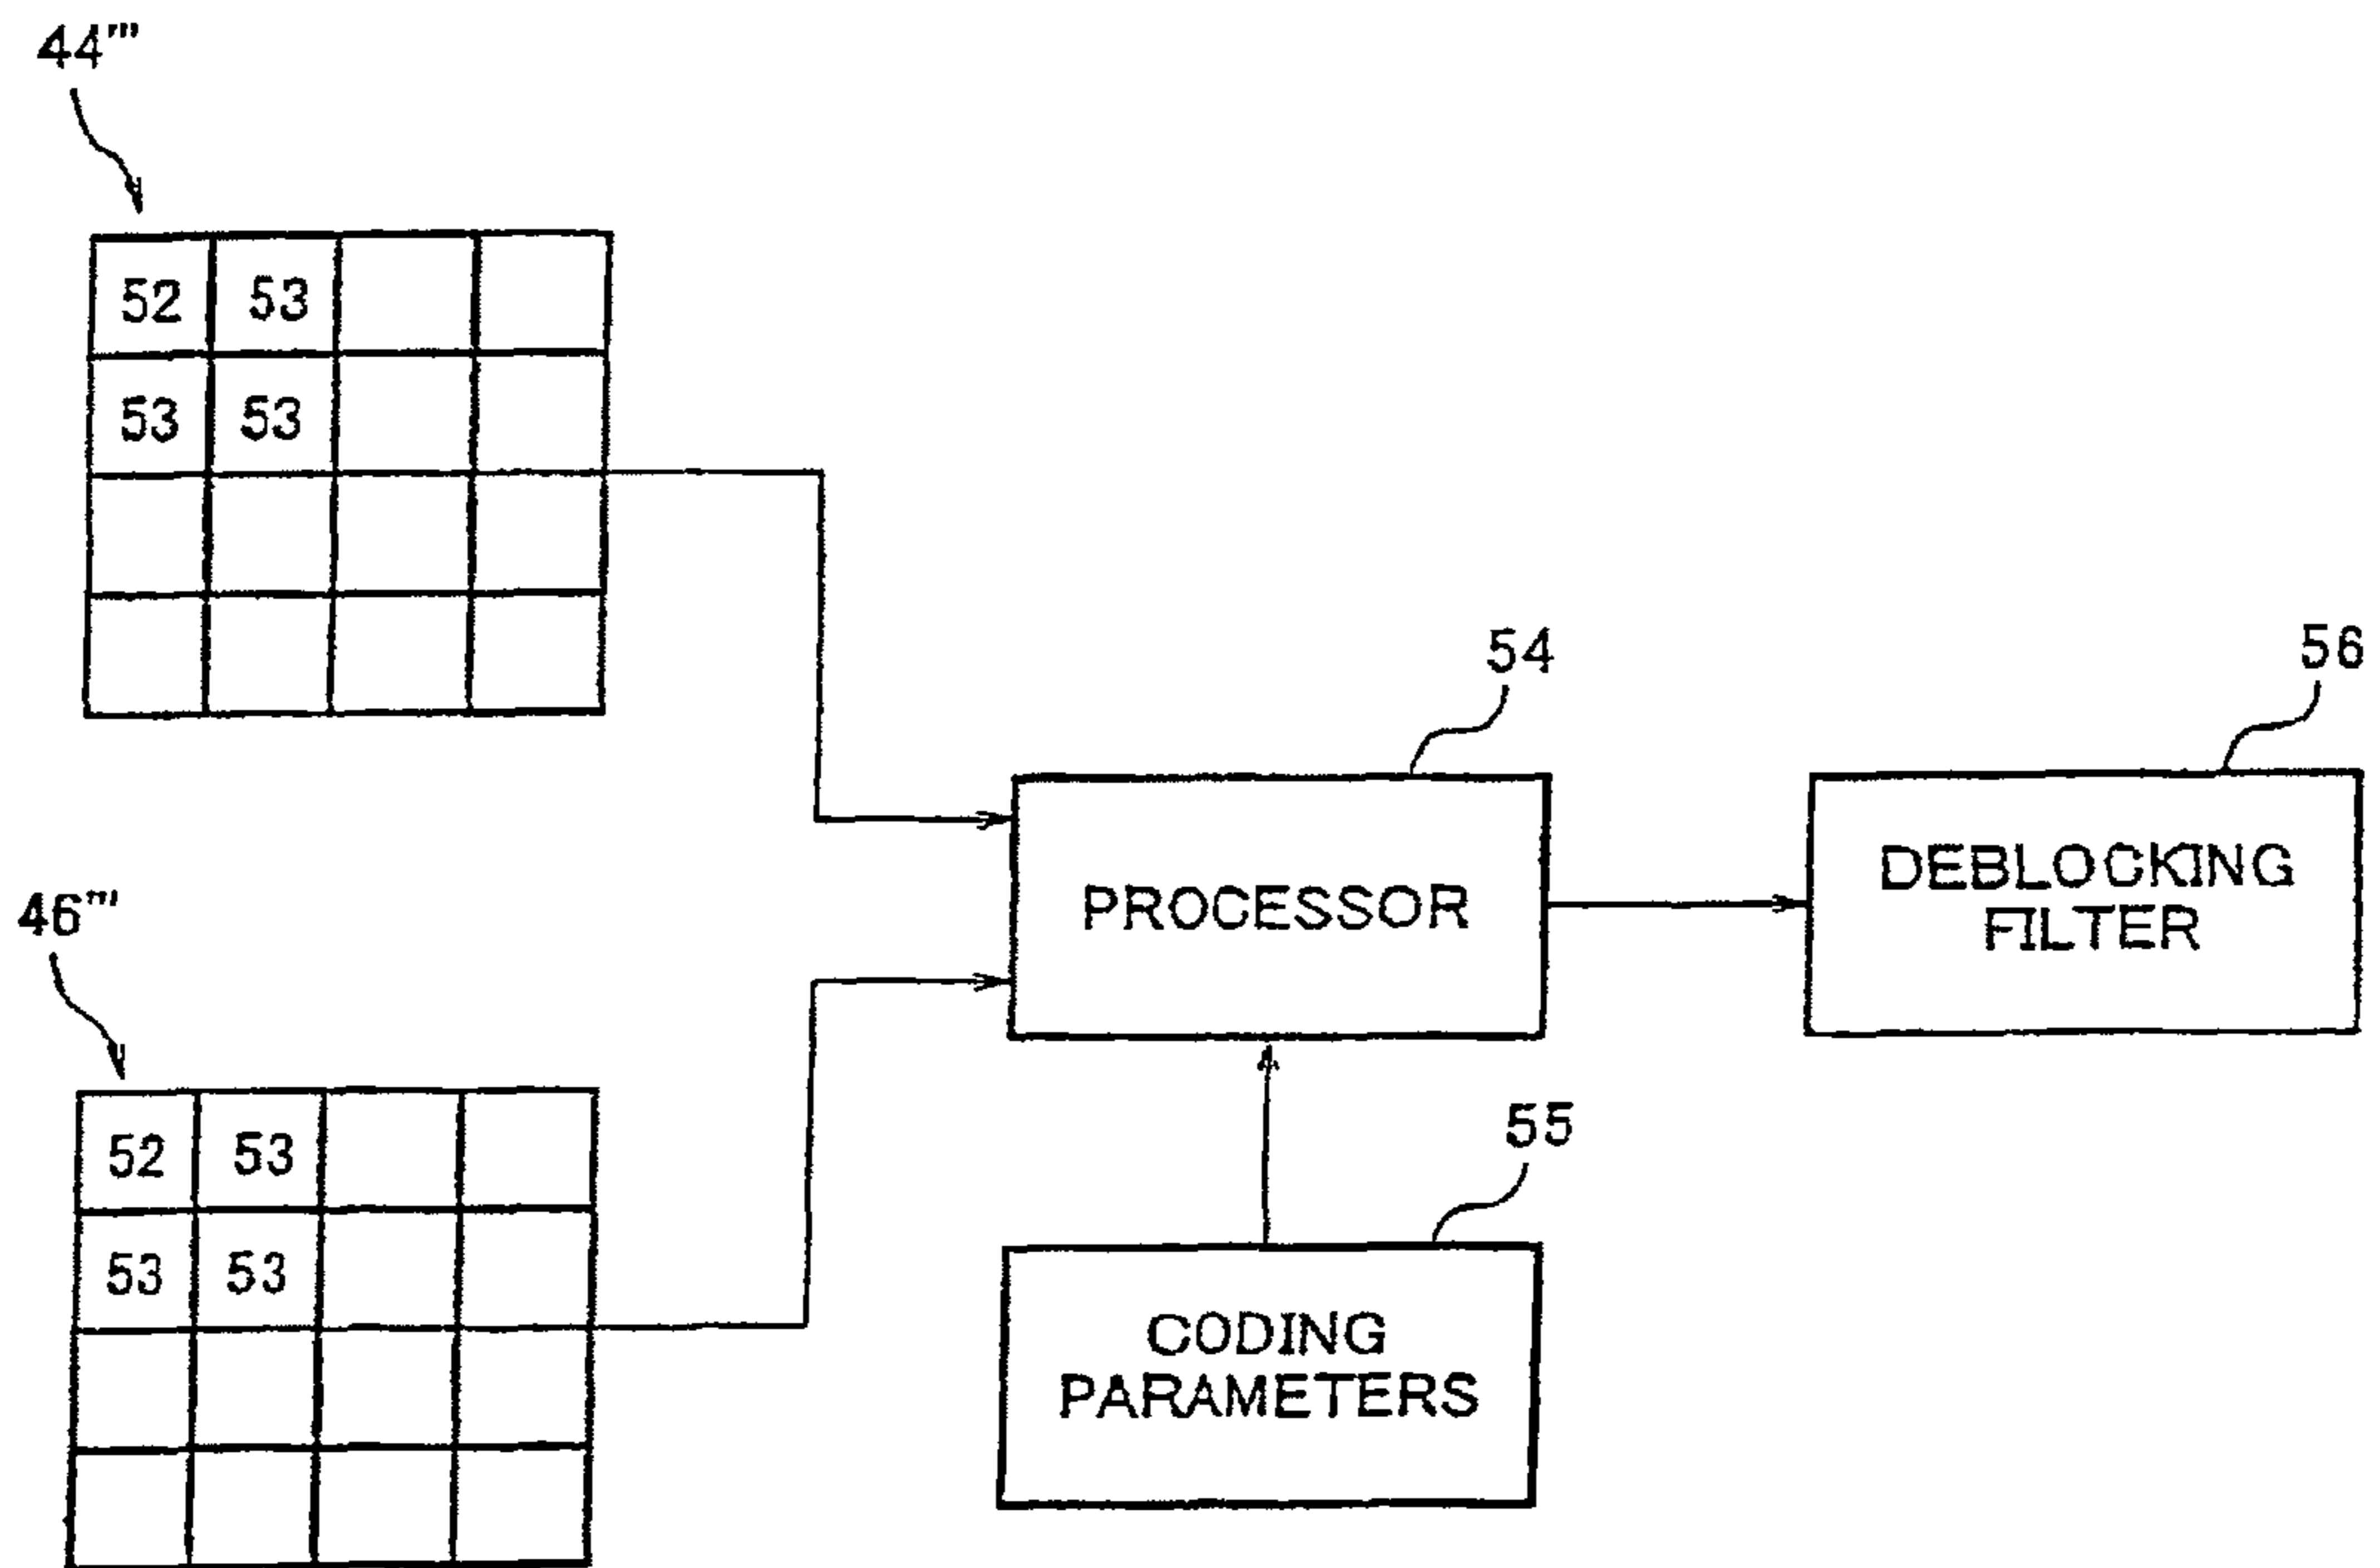 44'''
52 53
53 53
54
56
PROCESSOR
DEBLOCKING
FILTER
46'''
52 53
53 53
55
CODING
PARAMETERS